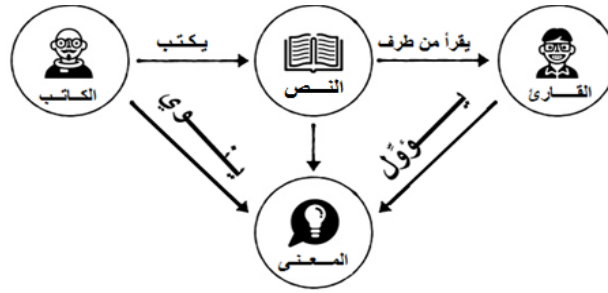 يكتب
يقرأ من طرف
الكاتب
النص
القارئ
ينوي
يؤوّل
المعنى